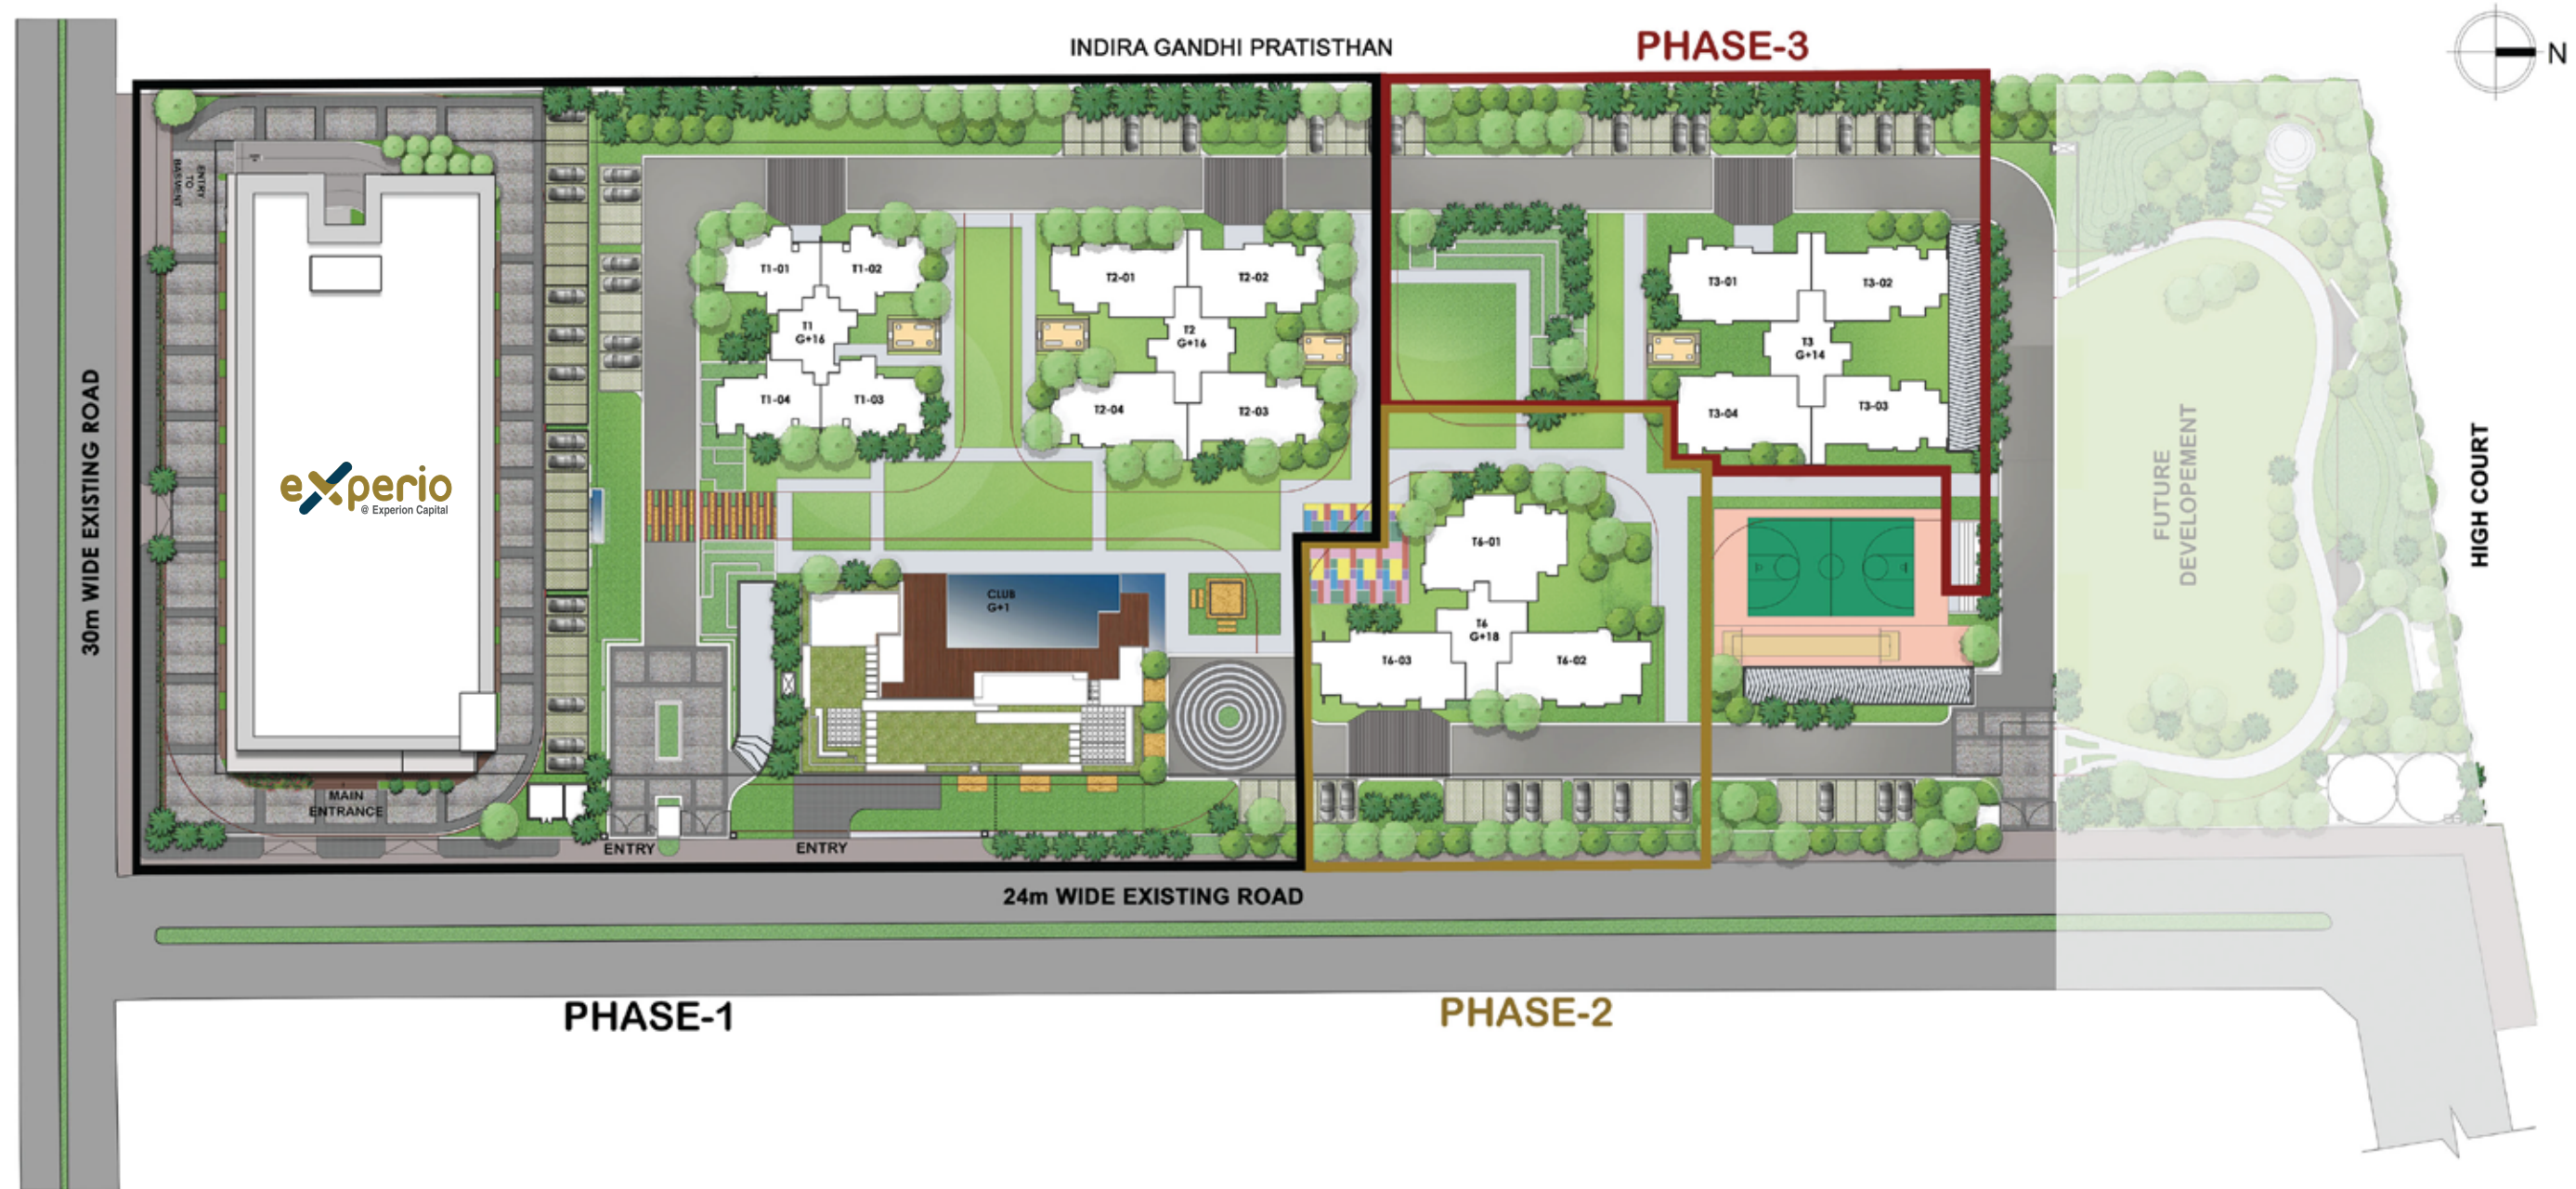 INDIRA GANDHI PRATISTHAN
PHASE-3
N
ENTRY
TO
BASMENT
T1-01
T1-02
T2-01
T2-02
T3-01
T3-02
T1
G+16
T2
G+16
T3
G+14
T1-04
T1-03
T2-04
T2-03
T3-04
T3-03
30m WIDE EXISTING ROAD
experio
@ Experion Capital
T6-01
FUTURE
DEVELOPEMENT
HIGH COURT
CLUB
G+1
T6
G+18
T6-03
T6-02
MAIN
ENTRANCE
ENTRY
ENTRY
24m WIDE EXISTING ROAD
PHASE-1
PHASE-2